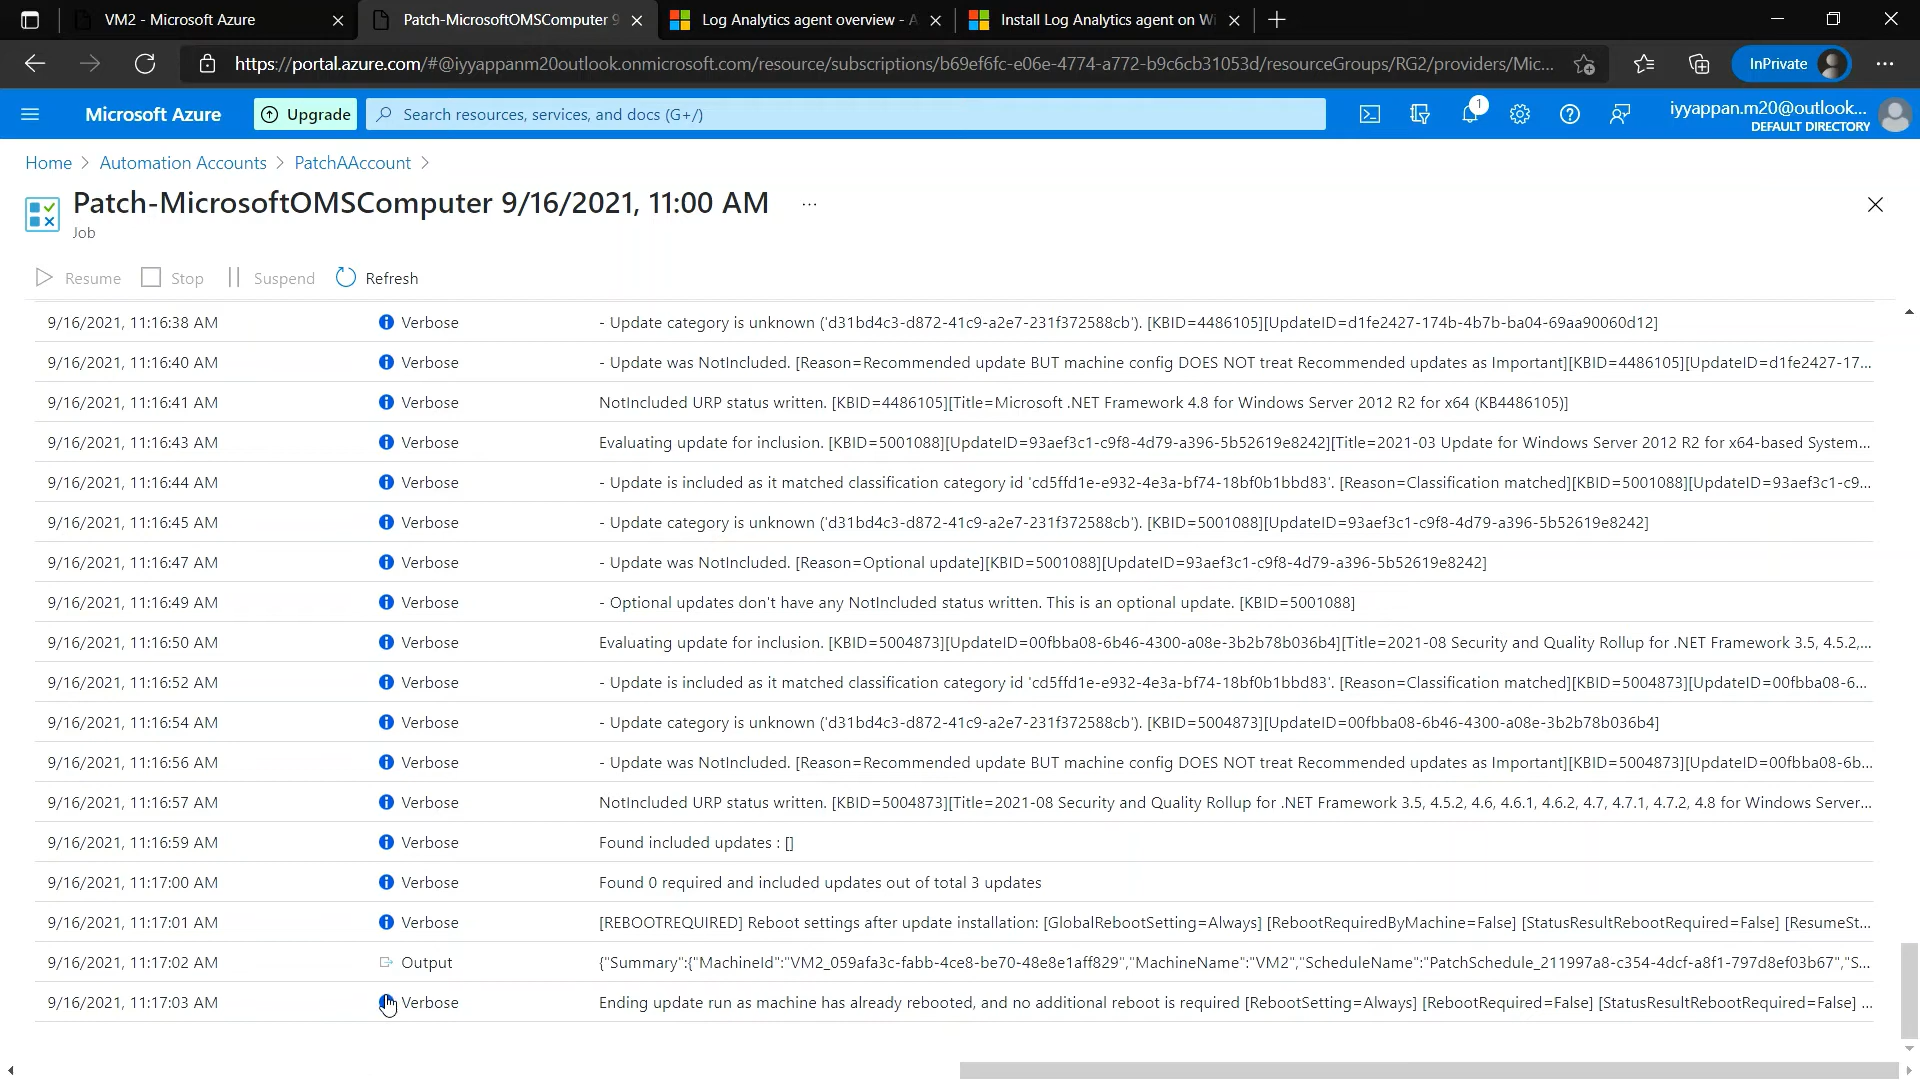 VM2 - Microsoft Azure
Patch-MicrosoftOMSComputer 9
Log Analytics agent overview - A
Install Log Analytics agent on Wi
https://portal.azure.com/#@iyyappanm20outlook.onmicrosoft.com/resource/subscriptions/b69ef6fc-e06e-4774-a772-b9c6cb31053d/resourceGroups/RG2/providers/Mic...
InPrivate
Microsoft Azure
Upgrade
Search resources, services, and docs (G+/)
1
iyyappan.m20@outlook...
DEFAULT DIRECTORY
Home > Automation Accounts > PatchAAccount >
Patch-MicrosoftOMSComputer 9/16/2021, 11:00 AM ...
Job
Resume Stop Suspend Refresh
9/16/2021, 11:16:38 AM Verbose - Update category is unknown ('d31bd4c3-d872-41c9-a2e7-231f372588cb'). [KBID=4486105][UpdateID=d1fe2427-174b-4b7b-ba04-69aa90060d12]
9/16/2021, 11:16:40 AM Verbose - Update was NotIncluded. [Reason=Recommended update BUT machine config DOES NOT treat Recommended updates as Important][KBID=4486105][UpdateID=d1fe2427-17...
9/16/2021, 11:16:41 AM Verbose NotIncluded URP status written. [KBID=4486105][Title=Microsoft .NET Framework 4.8 for Windows Server 2012 R2 for x64 (KB4486105)]
9/16/2021, 11:16:43 AM Verbose Evaluating update for inclusion. [KBID=5001088][UpdateID=93aef3c1-c9f8-4d79-a396-5b52619e8242][Title=2021-03 Update for Windows Server 2012 R2 for x64-based System...
9/16/2021, 11:16:44 AM Verbose - Update is included as it matched classification category id 'cd5ffd1e-e932-4e3a-bf74-18bf0b1bbd83'. [Reason=Classification matched][KBID=5001088][UpdateID=93aef3c1-c9...
9/16/2021, 11:16:45 AM Verbose - Update category is unknown ('d31bd4c3-d872-41c9-a2e7-231f372588cb'). [KBID=5001088][UpdateID=93aef3c1-c9f8-4d79-a396-5b52619e8242]
9/16/2021, 11:16:47 AM Verbose - Update was NotIncluded. [Reason=Optional update][KBID=5001088][UpdateID=93aef3c1-c9f8-4d79-a396-5b52619e8242]
9/16/2021, 11:16:49 AM Verbose - Optional updates don't have any NotIncluded status written. This is an optional update. [KBID=5001088]
9/16/2021, 11:16:50 AM Verbose Evaluating update for inclusion. [KBID=5004873][UpdateID=00fbba08-6b46-4300-a08e-3b2b78b036b4][Title=2021-08 Security and Quality Rollup for .NET Framework 3.5, 4.5.2,...
9/16/2021, 11:16:52 AM Verbose - Update is included as it matched classification category id 'cd5ffd1e-e932-4e3a-bf74-18bf0b1bbd83'. [Reason=Classification matched][KBID=5004873][UpdateID=00fbba08-6...
9/16/2021, 11:16:54 AM Verbose - Update category is unknown ('d31bd4c3-d872-41c9-a2e7-231f372588cb'). [KBID=5004873][UpdateID=00fbba08-6b46-4300-a08e-3b2b78b036b4]
9/16/2021, 11:16:56 AM Verbose - Update was NotIncluded. [Reason=Recommended update BUT machine config DOES NOT treat Recommended updates as Important][KBID=5004873][UpdateID=00fbba08-6b...
9/16/2021, 11:16:57 AM Verbose NotIncluded URP status written. [KBID=5004873][Title=2021-08 Security and Quality Rollup for .NET Framework 3.5, 4.5.2, 4.6, 4.6.1, 4.6.2, 4.7, 4.7.1, 4.7.2, 4.8 for Windows Server...
9/16/2021, 11:16:59 AM Verbose Found included updates : []
9/16/2021, 11:17:00 AM Verbose Found 0 required and included updates out of total 3 updates
9/16/2021, 11:17:01 AM Verbose [REBOOTREQUIRED] Reboot settings after update installation: [GlobalRebootSetting=Always] [RebootRequiredByMachine=False] [StatusResultRebootRequired=False] [ResumeSt...
9/16/2021, 11:17:02 AM Output {"Summary":{"MachineId":"VM2_059afa3c-fabb-4ce8-be70-48e8e1aff829","MachineName":"VM2","ScheduleName":"PatchSchedule_211997a8-c354-4dcf-a8f1-797d8ef03b67","S...
9/16/2021, 11:17:03 AM Verbose Ending update run as machine has already rebooted, and no additional reboot is required [RebootSetting=Always] [RebootRequired=False] [StatusResultRebootRequired=False] ...